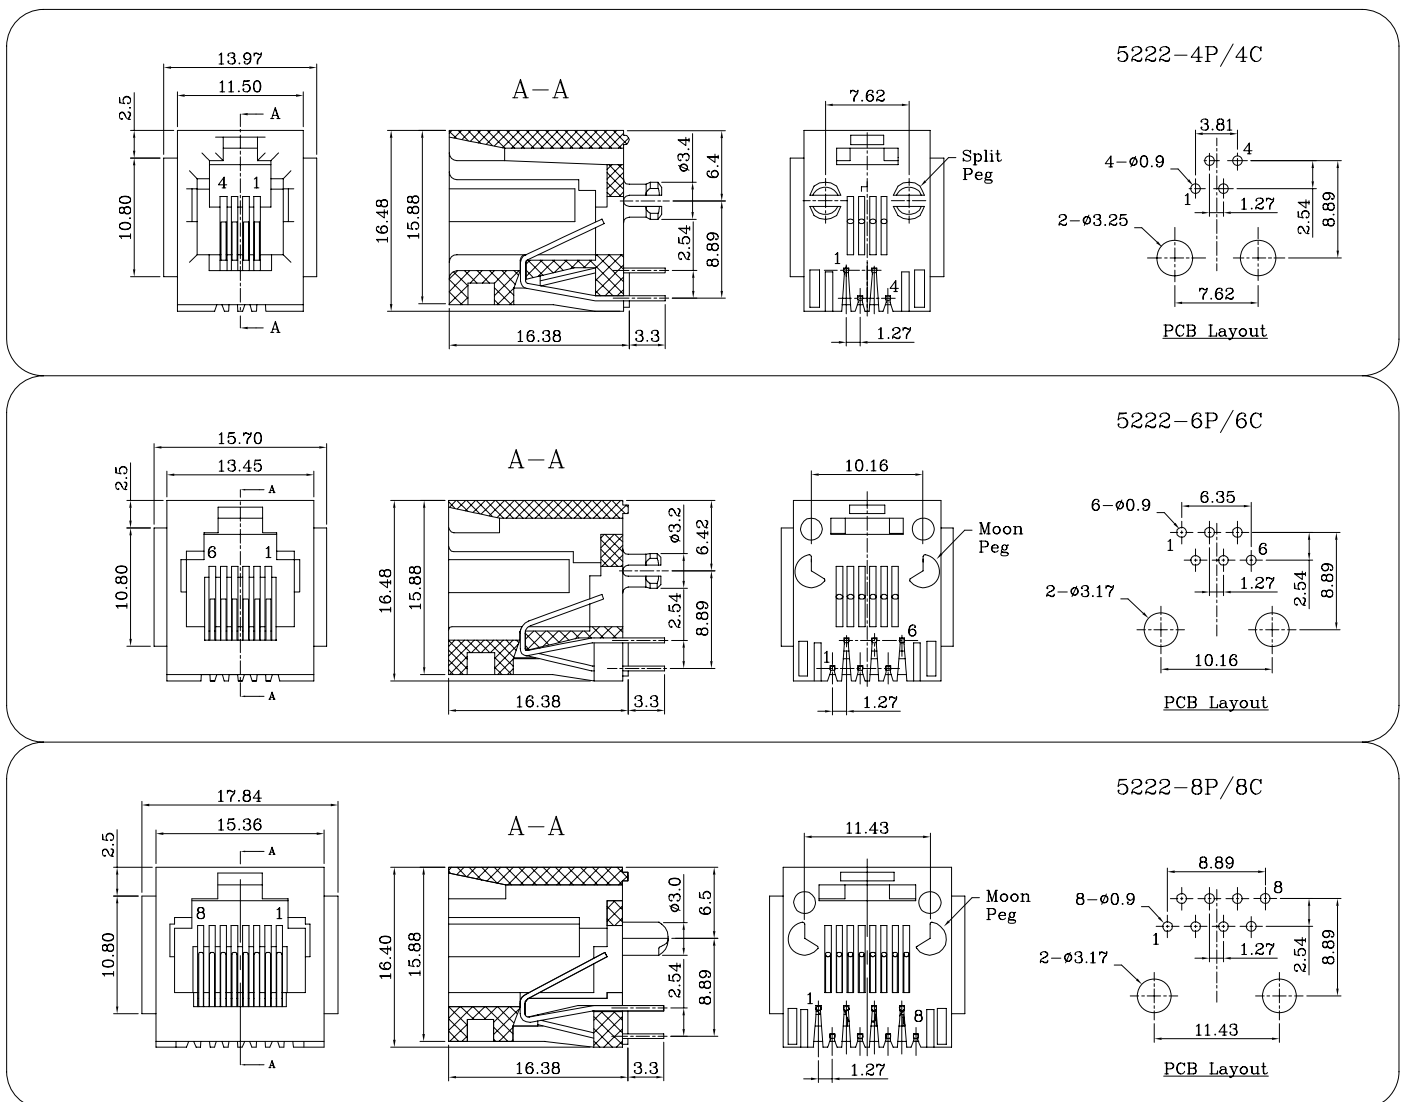 5222-4P/4C
13.97
11.50
A
2.5
10.80
4 1
A
A-A
16.48
15.88
ø3.4
6.4
2.54
8.89
16.38
3.3
7.62
Split
Peg
1
4
1.27
3.81
4-ø0.9
4
1
1.27
2.54
8.89
2-ø3.25
7.62
PCB Layout
5222-6P/6C
15.70
13.45
A
2.5
10.80
6 1
A
A-A
16.48
15.88
ø3.2
6.42
2.54
8.89
16.38
3.3
10.16
Moon
Peg
6
1
1.27
6.35
6-ø0.9
1
6
1.27
2.54
8.89
2-ø3.17
10.16
PCB Layout
5222-8P/8C
17.84
15.36
A
2.5
10.80
8 1
A
A-A
16.40
15.88
ø3.0
6.5
2.54
8.89
16.38
3.3
11.43
Moon
Peg
1
8
1.27
8.89
8
8-ø0.9
1
1.27
2.54
8.89
2-ø3.17
11.43
PCB Layout